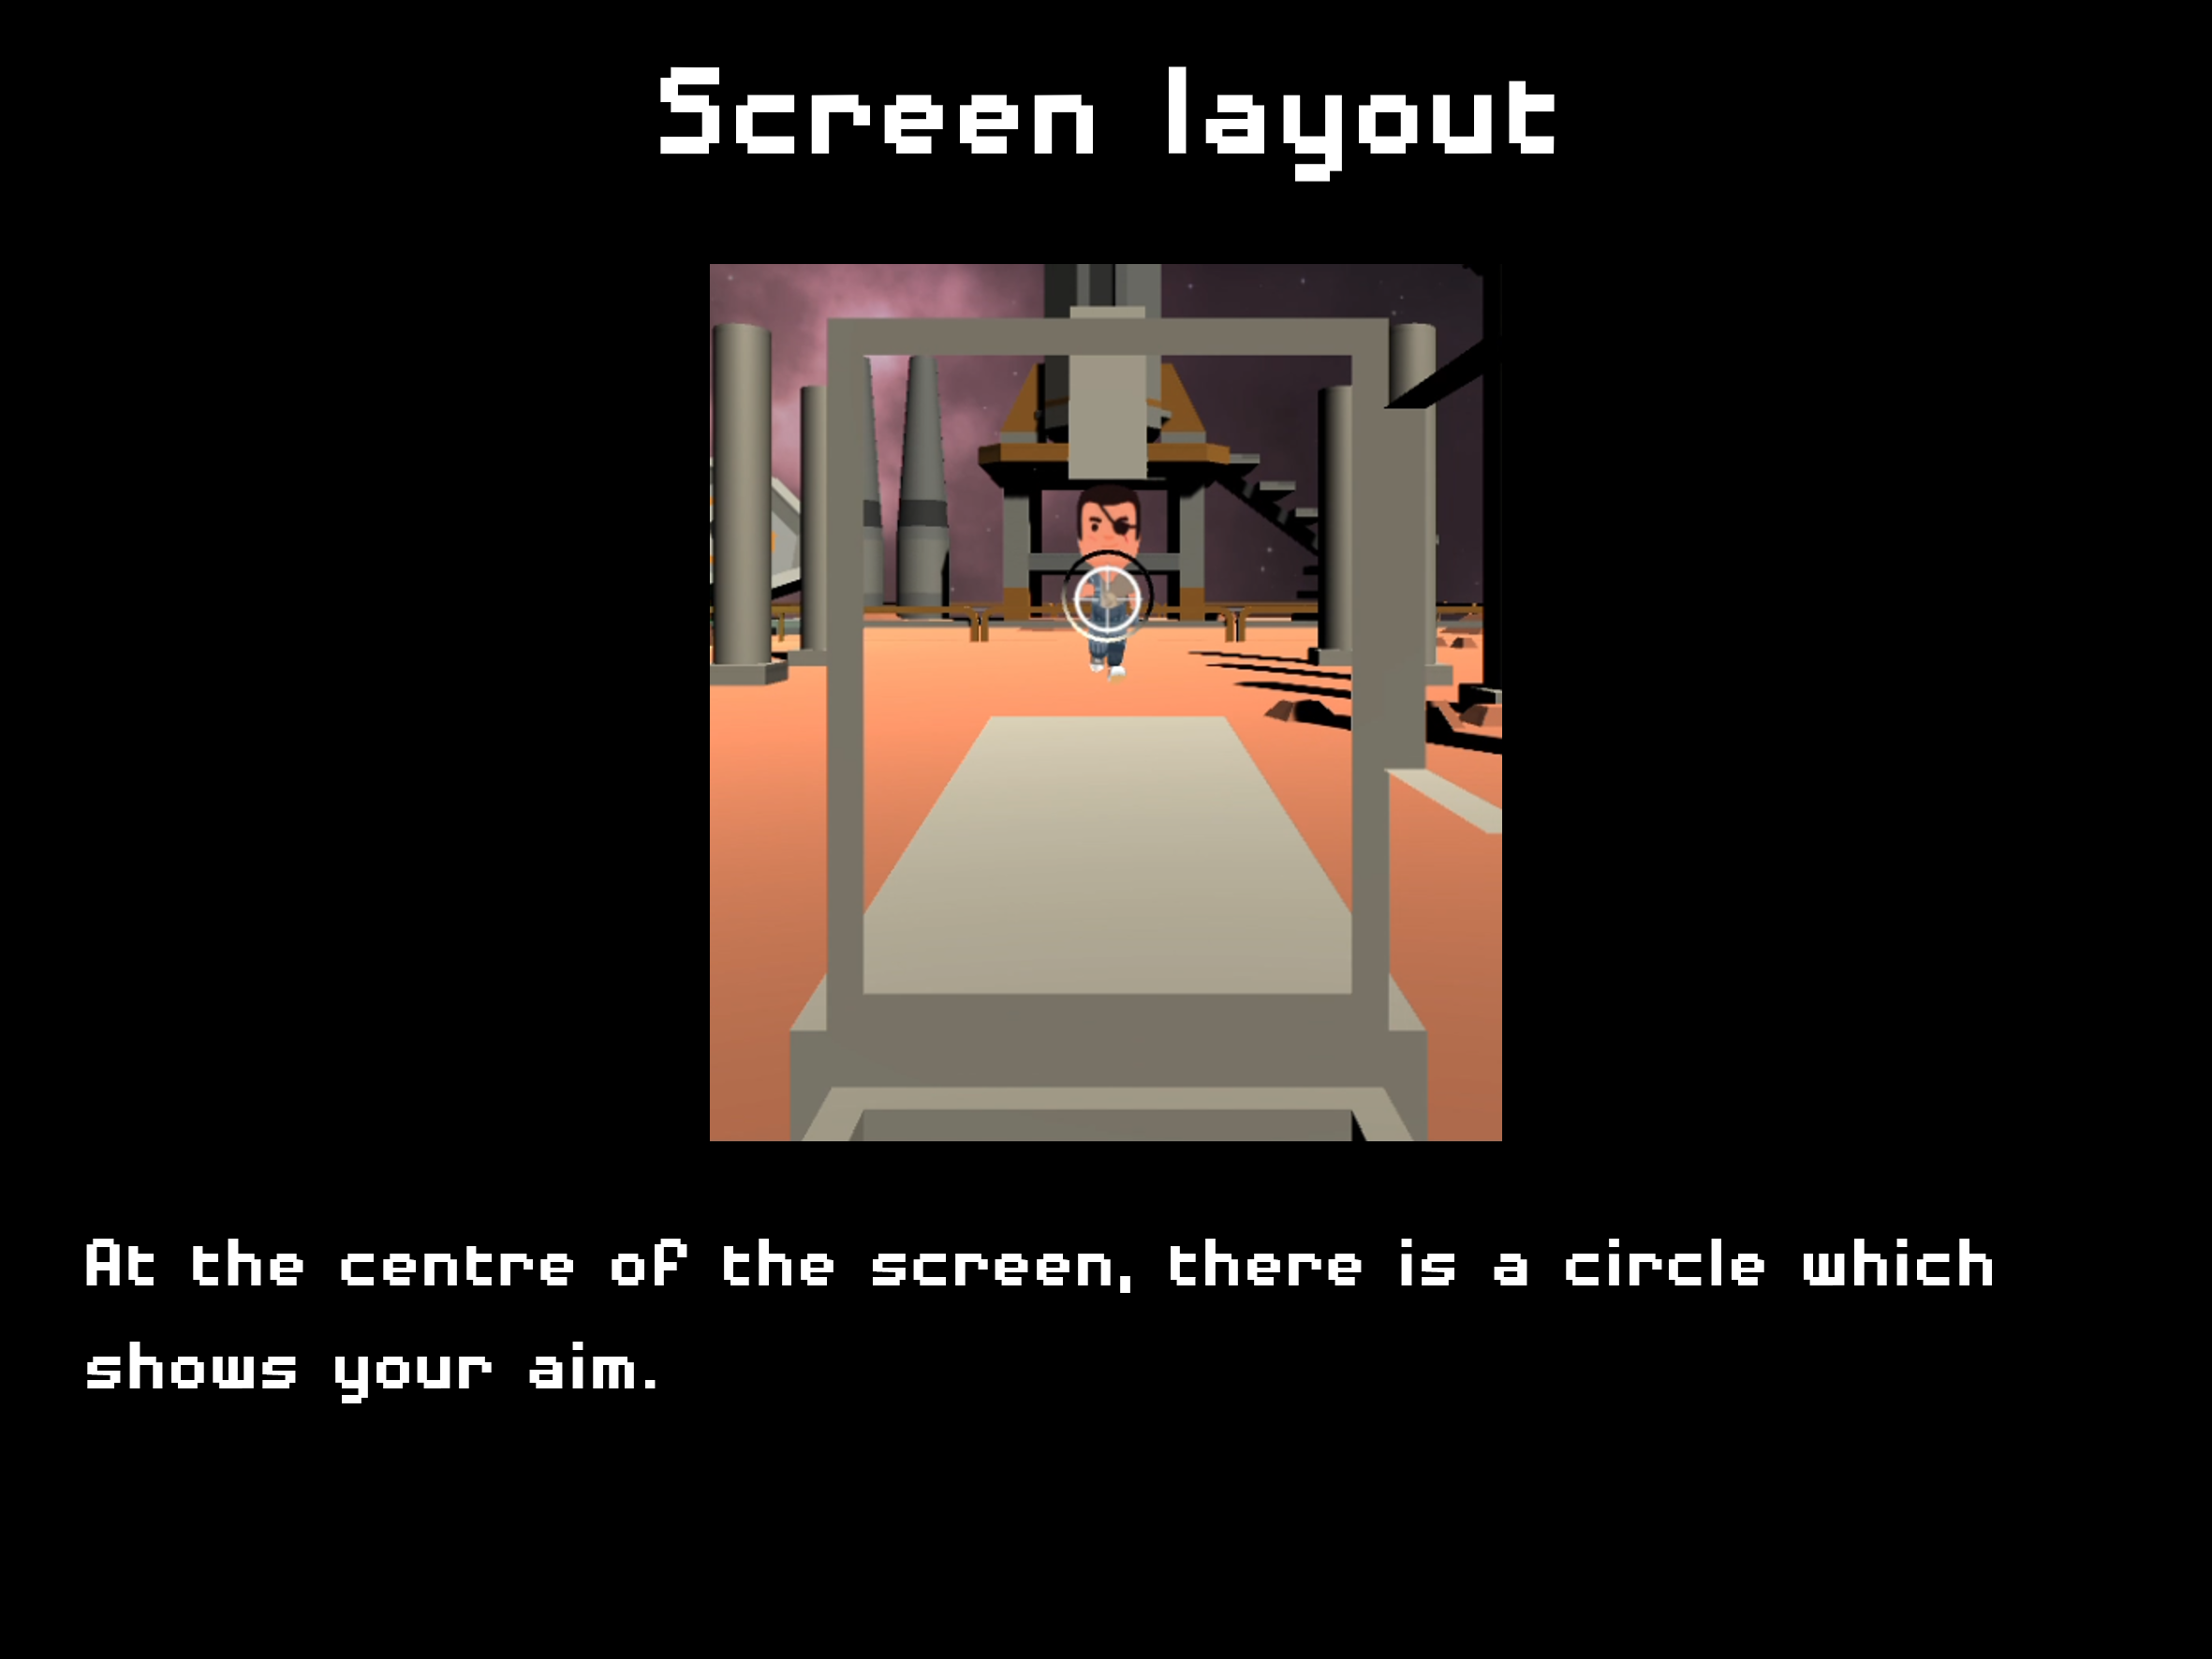 Screen layout
At the centre of the screen, there is a circle which
shows your aim.